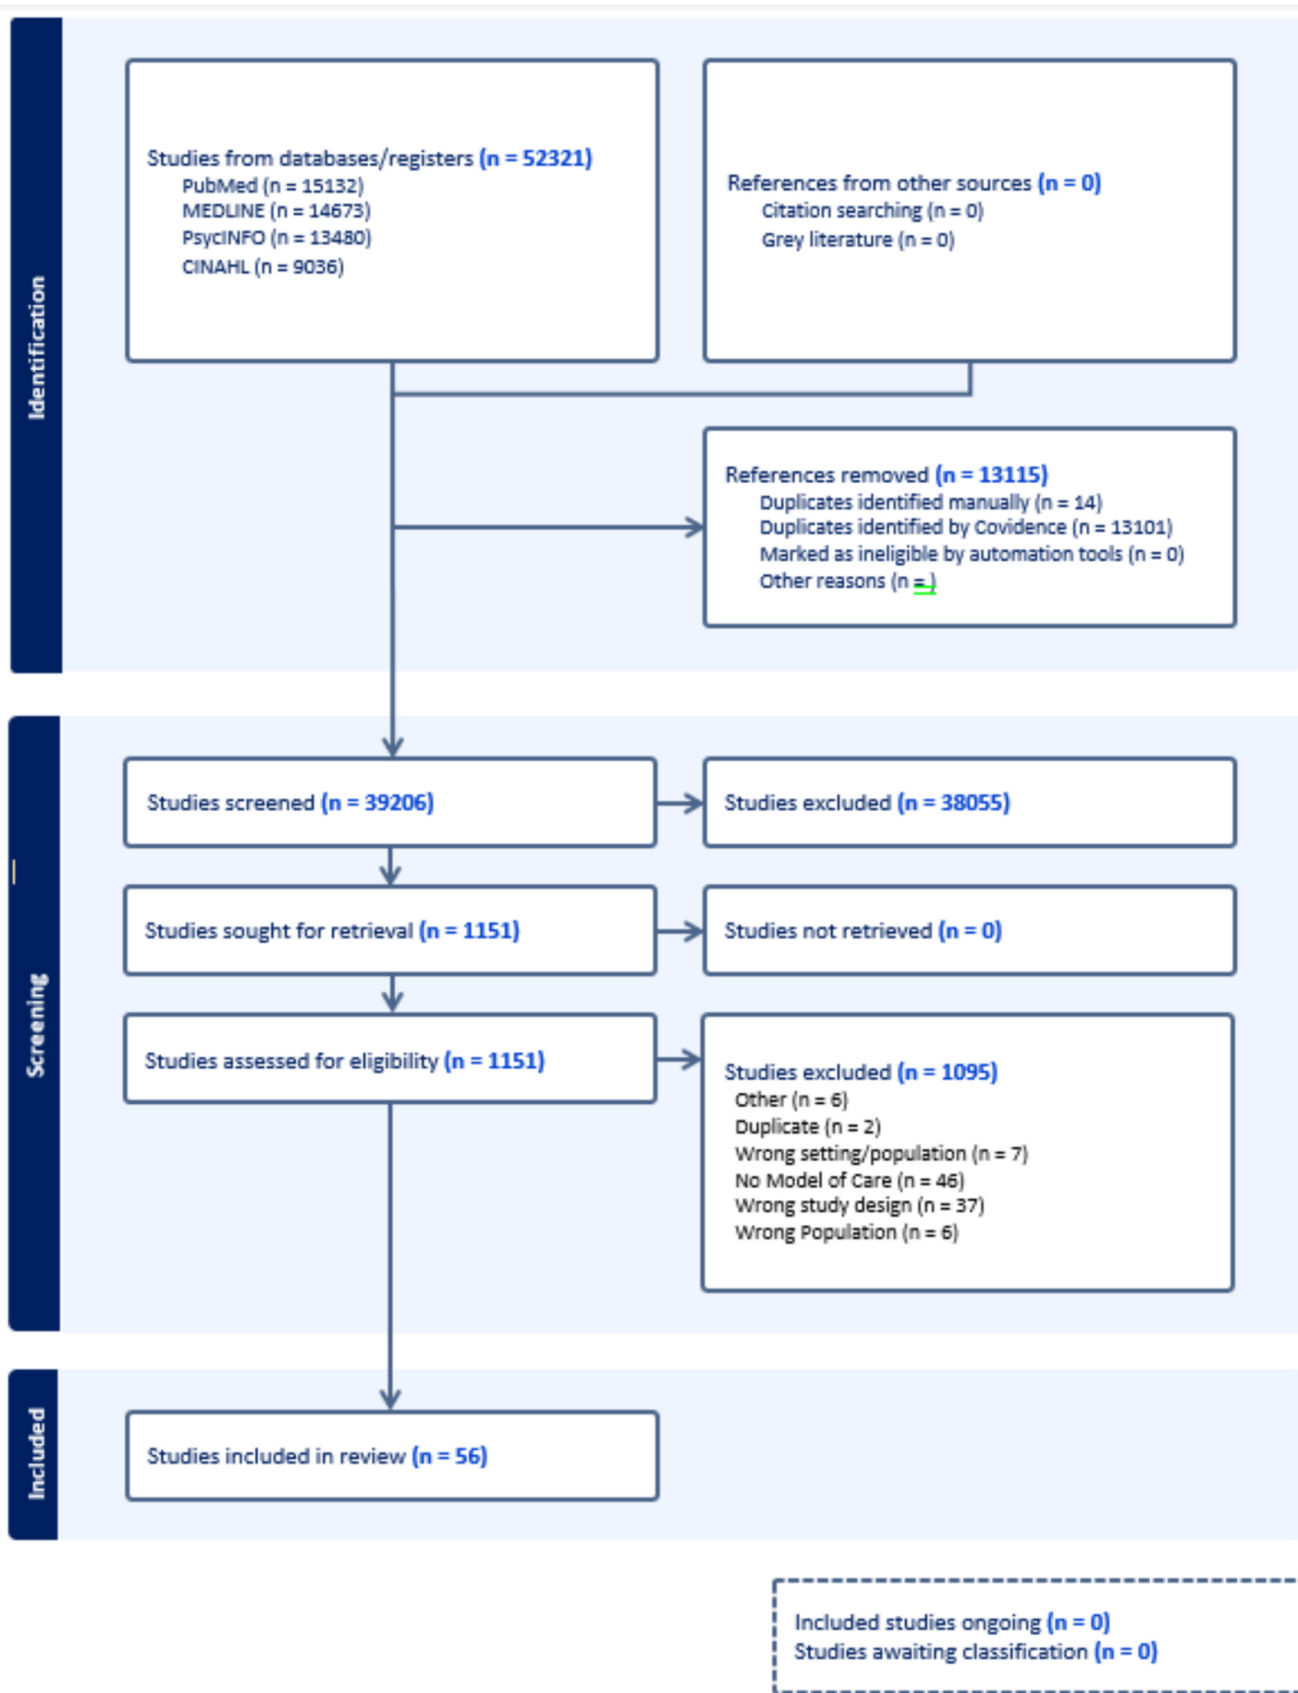 Identification
Studies from databases/registers (n = 52321)
PubMed (n = 15132)
MEDLINE (n = 14673)
PsycINFO (n = 13480)
CINAHL (n = 9036)
References from other sources (n = 0)
Citation searching (n = 0)
Grey literature (n = 0)
References removed (n = 13115)
Duplicates identified manually (n = 14)
Duplicates identified by Covidence (n = 13101)
Marked as ineligible by automation tools (n = 0)
Other reasons (n = )
Screening
Studies screened (n = 39206)
Studies excluded (n = 38055)
Studies sought for retrieval (n = 1151)
Studies not retrieved (n = 0)
Studies assessed for eligibility (n = 1151)
Studies excluded (n = 1095)
Other (n = 6)
Duplicate (n = 2)
Wrong setting/population (n = 7)
No Model of Care (n = 46)
Wrong study design (n = 37)
Wrong Population (n = 6)
Included
Studies included in review (n = 56)
Included studies ongoing (n = 0)
Studies awaiting classification (n = 0)